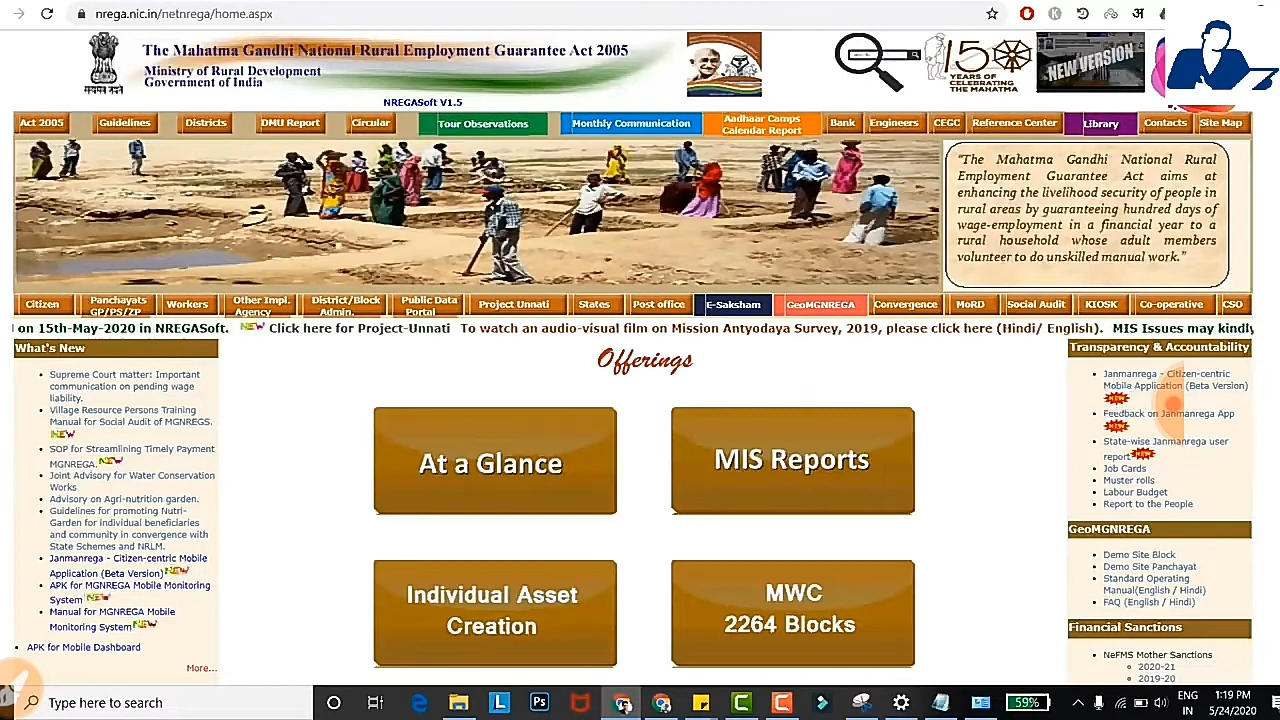 nrega.nic.in/netnrega/home.aspx
The Mahatma Gandhi National Rural Employment Guarantee Act 2005
Ministry of Rural Development
Government of India
NREGASoft V1.5
15
YEARS OF
CELEBRATING
THE MAHATMA
NEW VERSION
Act 2005
Guidelines
Districts
DMU Report
Circular
Tour Observations
Monthly Communication
Aadhaar Camps
Calendar Report
Bank
Engineers
CEGC
Reference Center
Library
Contacts
Site Map
"The Mahatma Gandhi National Rural
Employment Guarantee Act aims at
enhancing the livelihood security of people in
rural areas by guaranteeing hundred days of
wage-employment in a financial year to a
rural household whose adult members
volunteer to do unskilled manual work."
Citizen
Panchayats
GP/PS/ZP
Workers
Other Impl.
Agency
District/Block
Admin.
Public Data
Portal
Project Unnati
States
Post office
E-Saksham
GeoMGNREGA
Convergence
MoRD
Social Audit
KIOSK
Co-operative
CSO
on 15th-May-2020 in NREGASoft. NEW Click here for Project-Unnati To watch an audio-visual film on Mission Antyodaya Survey, 2019, please click here (Hindi/ English). MIS Issues may kindly
What's New
Supreme Court matter: Important
communication on pending wage
liability.
Village Resource Persons Training
Manual for Social Audit of MGNREGS.
NEW
SOP for Streamlining Timely Payment
MGNREGA. NEW
Joint Advisory for Water Conservation
Works
Advisory on Agri-nutrition garden.
Guidelines for promoting Nutri-
Garden for individual beneficiaries
and community in convergence with
State Schemes and NRLM.
Janmanrega - Citizen-centric Mobile
Application (Beta Version) NEW
APK for MGNREGA Mobile Monitoring
System NEW
Manual for MGNREGA Mobile
Monitoring System NEW
APK for Mobile Dashboard
More...
Offerings
At a Glance
MIS Reports
Individual Asset
Creation
MWC
2264 Blocks
Transparency & Accountability
Janmanrega - Citizen-centric
Mobile Application (Beta Version)
NEW
Feedback on Janmanrega App
NEW
State-wise Janmanrega user
report NEW
Job Cards
Muster rolls
Labour Budget
Report to the People
GeoMGNREGA
Demo Site Block
Demo Site Panchayat
Standard Operating
Manual(English / Hindi)
FAQ (English / Hindi)
Financial Sanctions
NeFMS Mother Sanctions
2020-21
2019-20
Type here to search
59%
ENG
IN
1:19 PM
5/24/2020